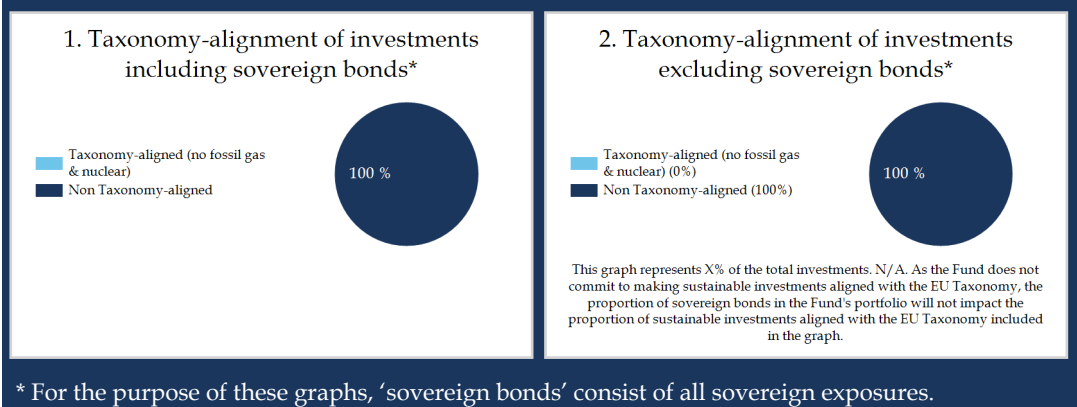 1. Taxonomy-alignment of investments
including sovereign bonds*
Taxonomy-aligned (no fossil gas
& nuclear)
Non Taxonomy-aligned
100 %
2. Taxonomy-alignment of investments
excluding sovereign bonds*
Taxonomy-aligned (no fossil gas
& nuclear) (0%)
Non Taxonomy-aligned (100%)
100 %
This graph represents X% of the total investments. N/A. As the Fund does not
commit to making sustainable investments aligned with the EU Taxonomy, the
proportion of sovereign bonds in the Fund's portfolio will not impact the
proportion of sustainable investments aligned with the EU Taxonomy included
in the graph.
* For the purpose of these graphs, ‘sovereign bonds’ consist of all sovereign exposures.